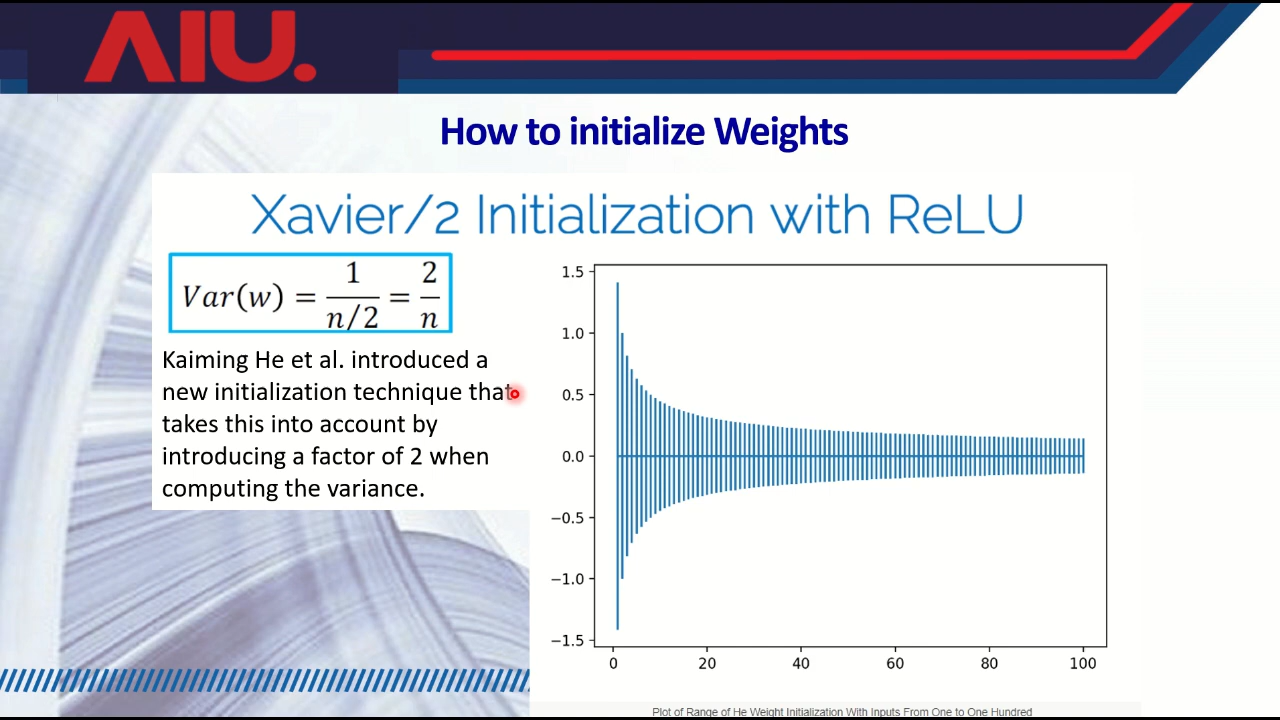 AIU.
How to initialize Weights
Xavier/2 Initialization with ReLU
Var(w) = 1/(n/2) = 2/n
Kaiming He et al. introduced a
new initialization technique that
takes this into account by
introducing a factor of 2 when
computing the variance.
1.5
1.0
0.5
0.0
−0.5
−1.0
−1.5
0 20 40 60 80 100
Plot of Range of He Weight Initialization With Inputs From One to One Hundred